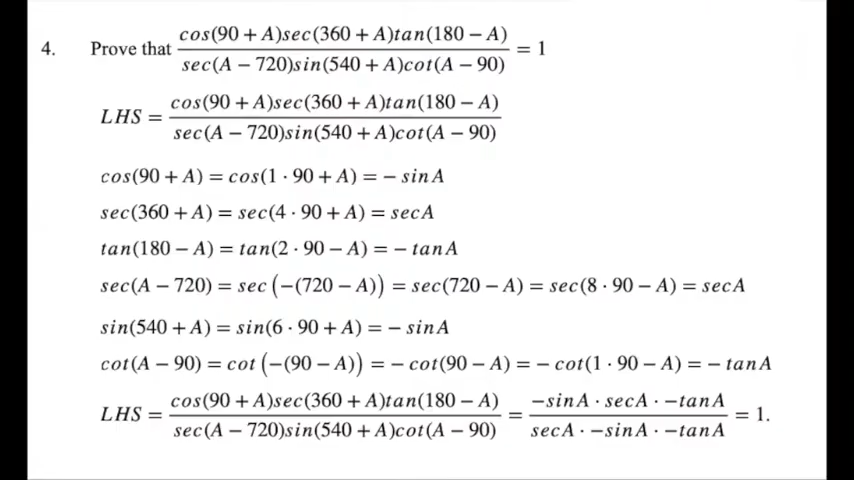 4. Prove that \frac{cos(90 + A)sec(360 + A)tan(180 − A)}{sec(A − 720)sin(540 + A)cot(A − 90)} = 1
LHS = \frac{cos(90 + A)sec(360 + A)tan(180 − A)}{sec(A − 720)sin(540 + A)cot(A − 90)}
cos(90 + A) = cos(1 · 90 + A) = − sinA
sec(360 + A) = sec(4 · 90 + A) = secA
tan(180 − A) = tan(2 · 90 − A) = − tanA
sec(A − 720) = sec (−(720 − A)) = sec(720 − A) = sec(8 · 90 − A) = secA
sin(540 + A) = sin(6 · 90 + A) = − sinA
cot(A − 90) = cot (−(90 − A)) = − cot(90 − A) = − cot(1 · 90 − A) = − tanA
LHS = \frac{cos(90 + A)sec(360 + A)tan(180 − A)}{sec(A − 720)sin(540 + A)cot(A − 90)} = \frac{−sinA · secA · −tanA}{secA · −sinA · −tanA} = 1.